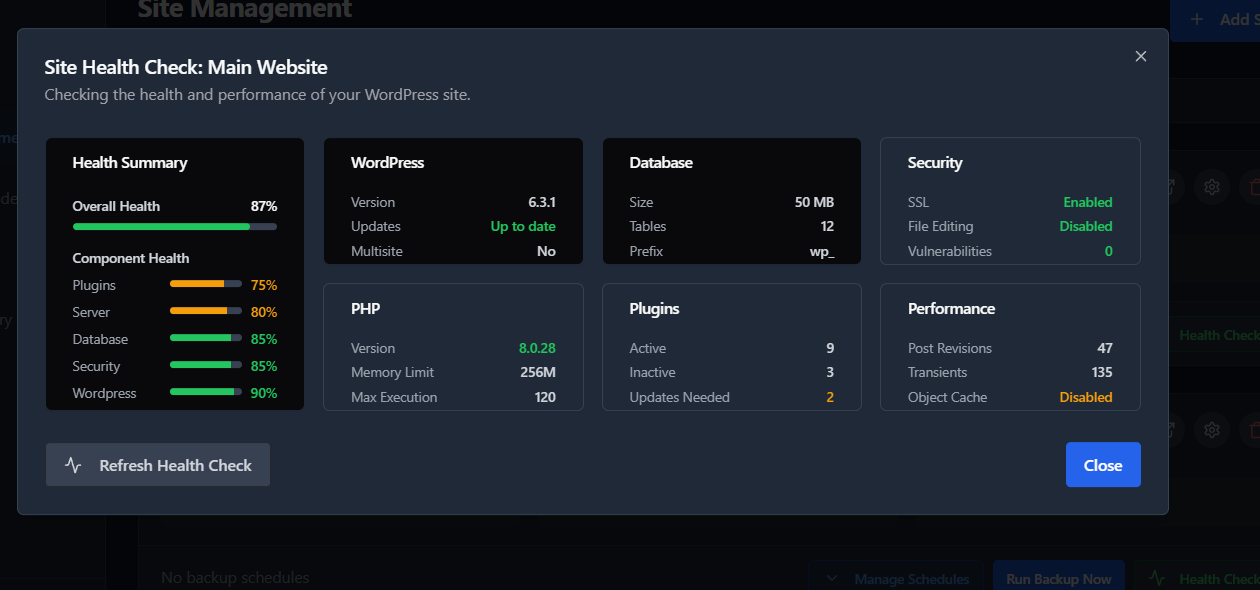 Site Management
Add S
Site Health Check: Main Website
Checking the health and performance of your WordPress site.
Health Summary
Overall Health 87%
Component Health
Plugins 75%
Server 80%
Database 85%
Security 85%
Wordpress 90%
WordPress
Version 6.3.1
Updates Up to date
Multisite No
Database
Size 50 MB
Tables 12
Prefix wp_
Security
SSL Enabled
File Editing Disabled
Vulnerabilities 0
PHP
Version 8.0.28
Memory Limit 256M
Max Execution 120
Plugins
Active 9
Inactive 3
Updates Needed 2
Performance
Post Revisions 47
Transients 135
Object Cache Disabled
Refresh Health Check
Close
Health Check
No backup schedules
Manage Schedules
Run Backup Now
Health Check